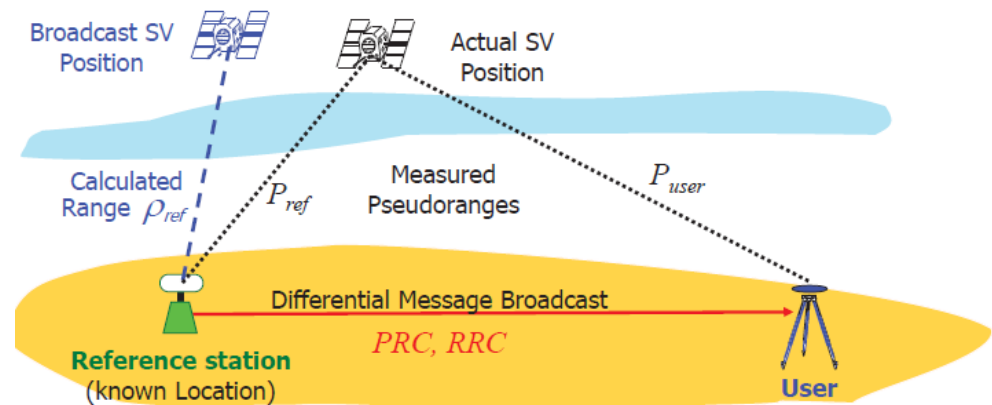 Broadcast SV
Position
Actual SV
Position
Calculated
Range ρref
Pref
Measured
Pseudoranges
Puser
Differential Message Broadcast
PRC, RRC
Reference station
(known Location)
User